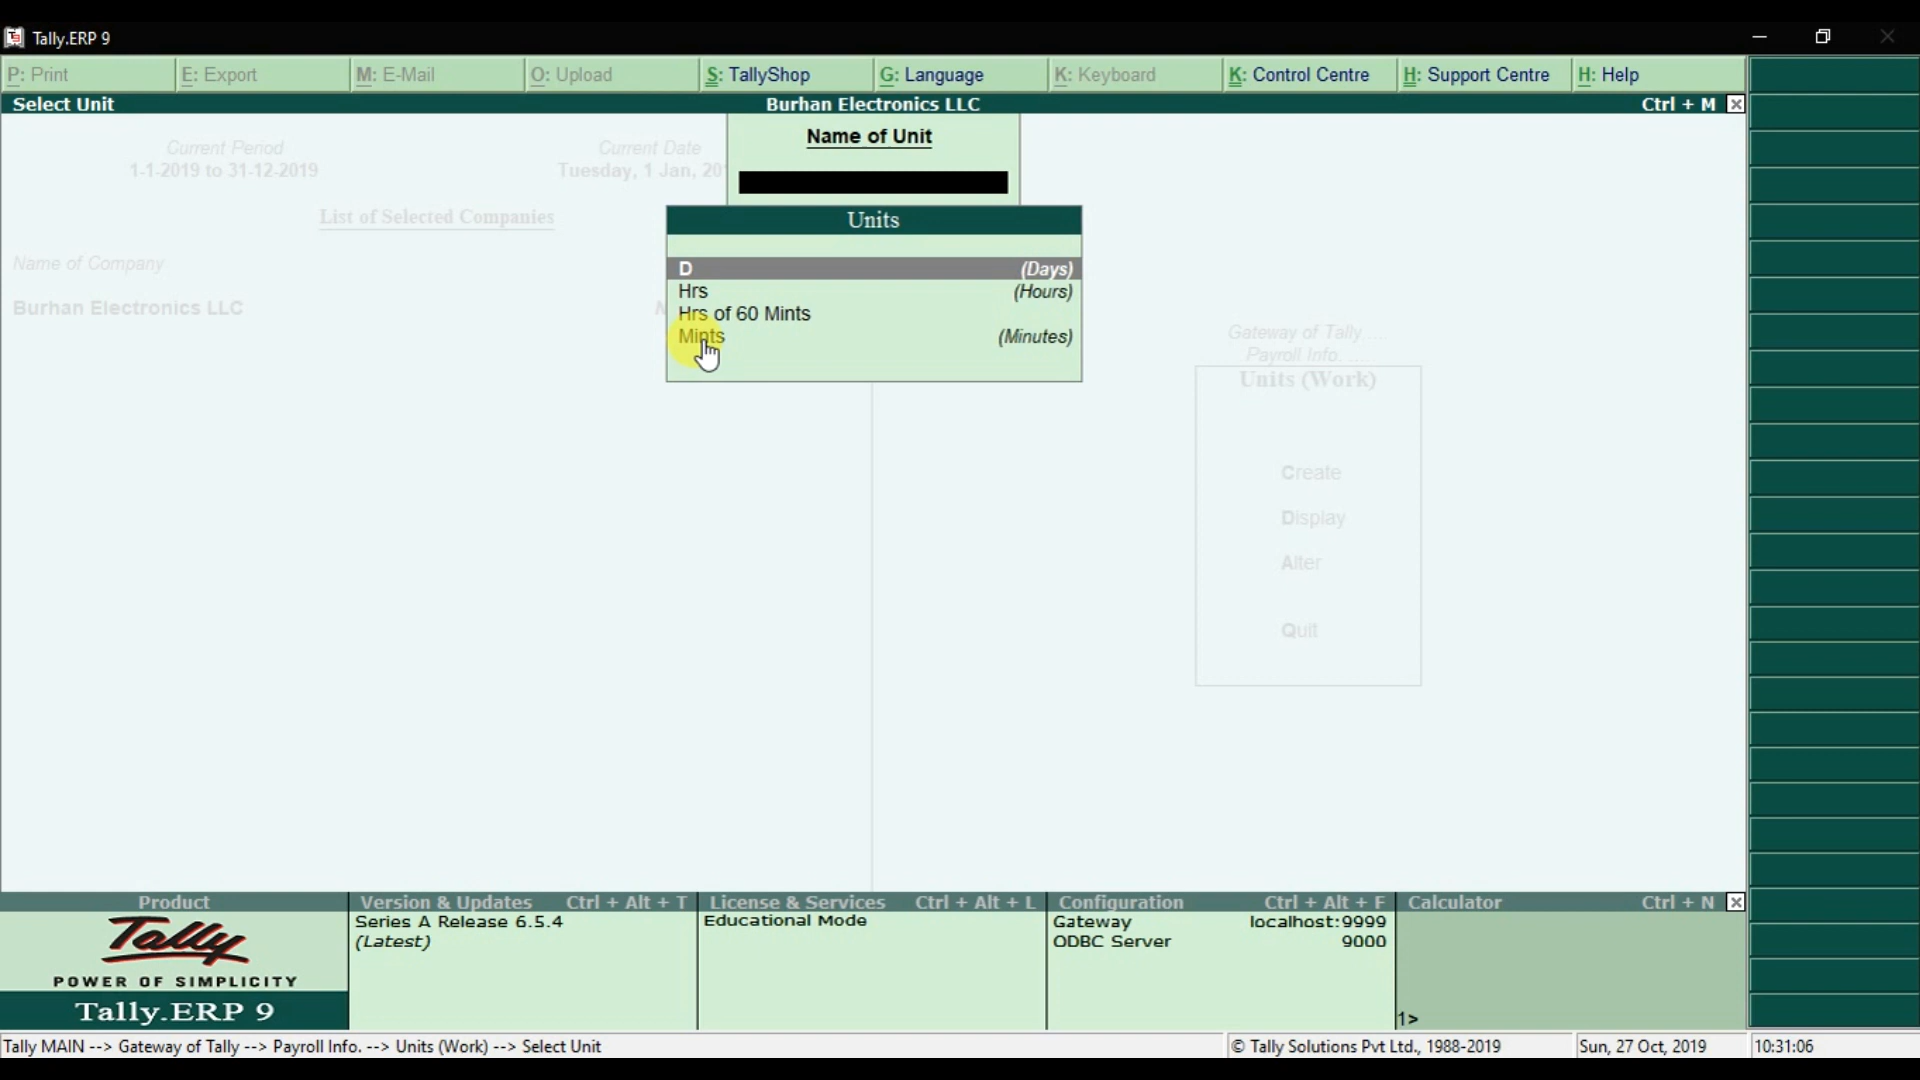 Tally.ERP 9
P: Print E: Export M: E-Mail O: Upload S: TallyShop G: Language K: Keyboard K: Control Centre H: Support Centre H: Help
Select Unit Burhan Electronics LLC Ctrl + M
Current Period Current Date
1-1-2019 to 31-12-2019 Tuesday, 1 Jan, 20
List of Selected Companies
Name of Company
Burhan Electronics LLC
Name of Unit
Units
D (Days)
Hrs (Hours)
Hrs of 60 Mints
Mints (Minutes)
Gateway of Tally ....
Payroll Info. ....
Units (Work)
Create
Display
Alter
Quit
Product
Tally
POWER OF SIMPLICITY
Tally.ERP 9
Version & Updates Ctrl + Alt + T
Series A Release 6.5.4
(Latest)
License & Services Ctrl + Alt + L
Educational Mode
Configuration Ctrl + Alt + F
Gateway localhost:9999
ODBC Server 9000
Calculator Ctrl + N
1>
Tally MAIN --> Gateway of Tally --> Payroll Info. --> Units (Work) --> Select Unit © Tally Solutions Pvt Ltd., 1988-2019 Sun, 27 Oct, 2019 10:31:06